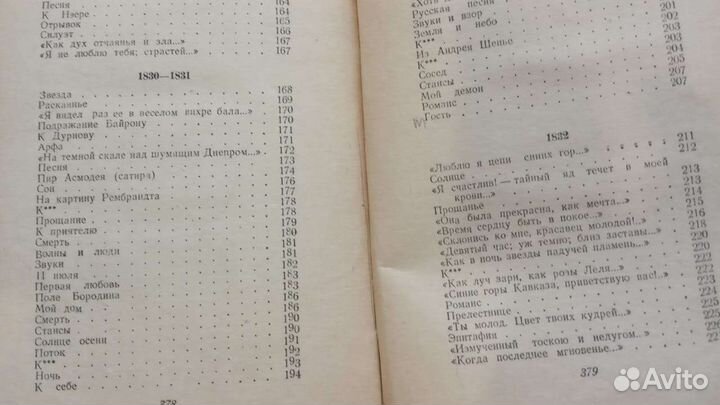 Песня 164
К Нэере 164
Отрывок 165
Силуэт 166
«Как дух отчаянья и зла...» 167
«Я не люблю тебя; страстей...» 167
1830—1831
Звезда 168
Раскаянье 169
«Я видел раз ее в веселом вихре бала...» 170
Подражание Байрону 170
К Дурнову 171
Арфа 171
«На темной скале над шумящим Днепром...» 172
Песня 173
Пир Асмодея (сатира) 174
Сон 176
На картину Рембрандта 177
К*** 178
Прощание 178
К приятелю 179
Смерть 180
Волны и люди 181
Звуки 181
11 июля 182
Первая любовь 183
Поле Бородина 183
Мой дом 186
Смерть 186
Стансы 190
Солнце осени 190
Поток 191
К*** 192
Ночь 193
К себе 194
378
«Хоть
Русская песня
Звуки и взор 201
Земля и небо 202
К*** 203
Из Андрея Шенье 204
К*** 205
Сосед 207
Стансы 207
Мой демон
Романс
Гость
1832
«Люблю я цепи синих гор...» 211
Солнце 212
«Я счастлив! — тайный яд течет в моей
крови...» 213
Прощанье 213
«Она была прекрасна, как мечта...» 214
«Время сердцу быть в покое...» 215
«Склонись ко мне, красавец молодой!..» 216
«Девятый час; уж темно; близ заставы...» 218
«Как в ночь звезды падучей пламень...» 220
К*** 220
«Как луч зари, как розы Леля...» 222
«Синие горы Кавказа, приветствую вас!..» 222
Романс 223
Прелестнице 224
«Ты молод. Цвет твоих кудрей...»
Эпитафия
«Измученный тоскою и недугом...»
«Когда последнее мгновенье...»
379
Avito